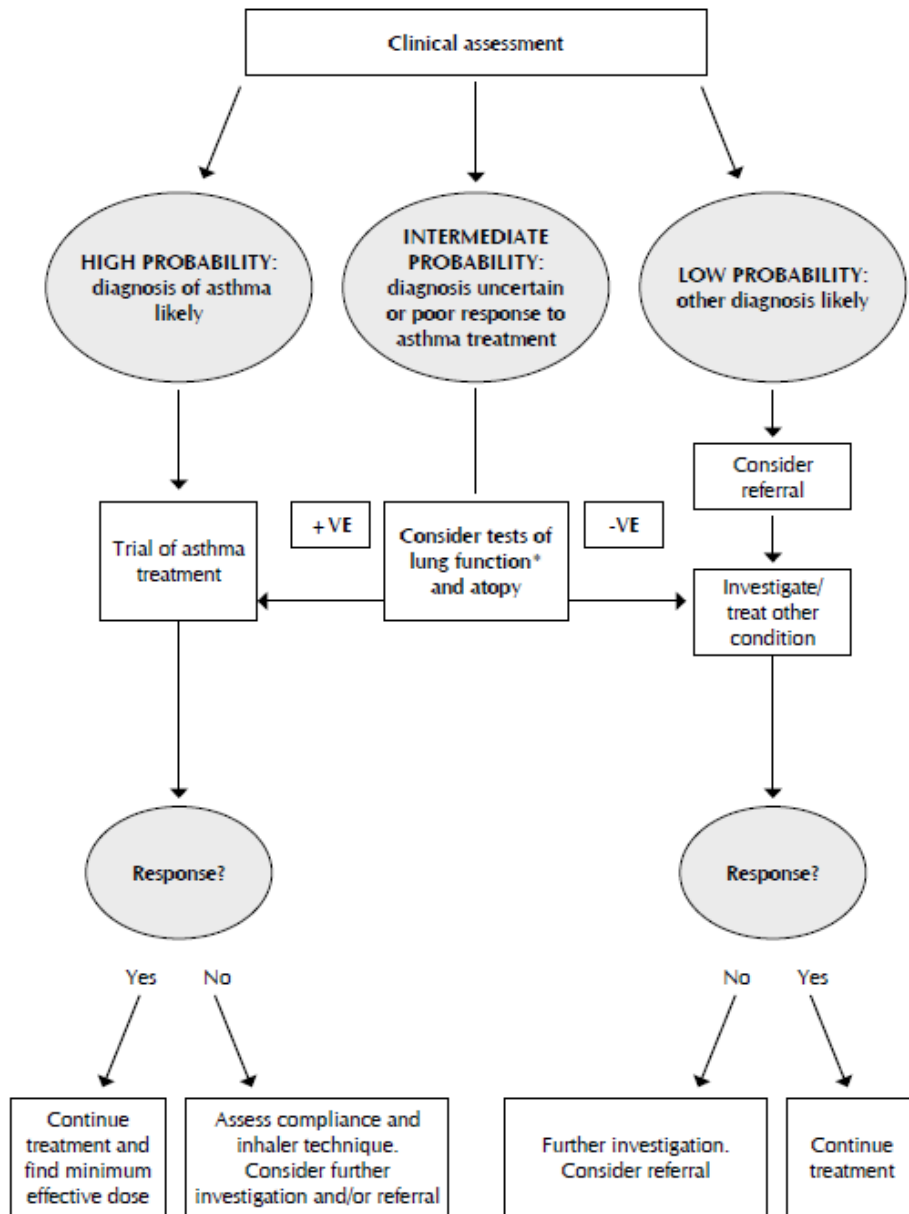 Clinical assessment
HIGH PROBABILITY:
diagnosis of asthma
likely
INTERMEDIATE
PROBABILITY:
diagnosis uncertain
or poor response to
asthma treatment
LOW PROBABILITY:
other diagnosis likely
Consider
referral
Trial of asthma
treatment
+VE
Consider tests of
lung function*
and atopy
-VE
Investigate/
treat other
condition
Response?
Response?
Yes
No
No
Yes
Continue
treatment and
find minimum
effective dose
Assess compliance and
inhaler technique.
Consider further
investigation and/or referral
Further investigation.
Consider referral
Continue
treatment